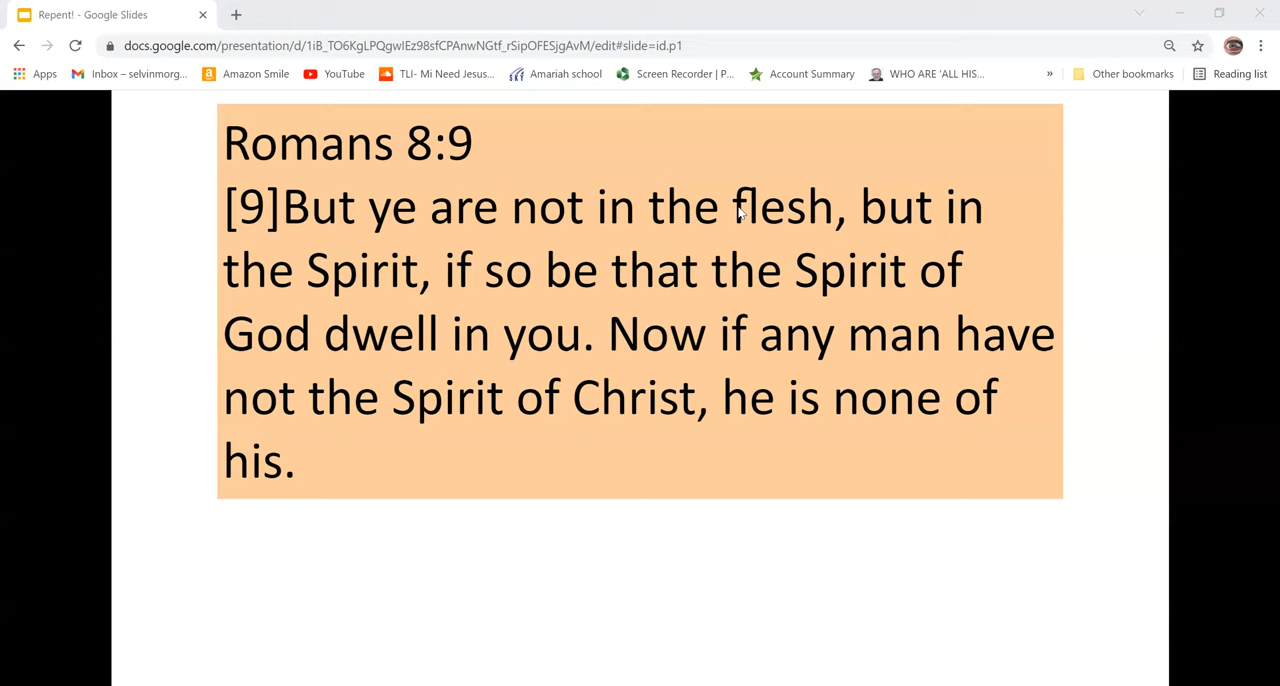 Repent! - Google Slides
docs.google.com/presentation/d/1iB_TO6KgLPQgwIEz98sfCPAnwNGtf_rSipOFESjgAvM/edit#slide=id.p1
Apps Inbox – selvinmorg... Amazon Smile YouTube TLI- Mi Need Jesus... Amariah school Screen Recorder | P... Account Summary WHO ARE 'ALL HIS... » Other bookmarks Reading list
Romans 8:9
[9]But ye are not in the flesh, but in
the Spirit, if so be that the Spirit of
God dwell in you. Now if any man have
not the Spirit of Christ, he is none of
his.